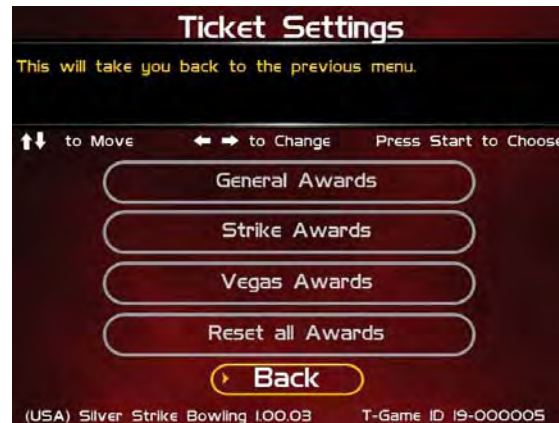 Ticket Settings
This will take you back to the previous menu.
to Move to Change Press Start to Choose
General Awards
Strike Awards
Vegas Awards
Reset all Awards
Back
(USA) Silver Strike Bowling 1.00.03 T-Game ID 19-000005